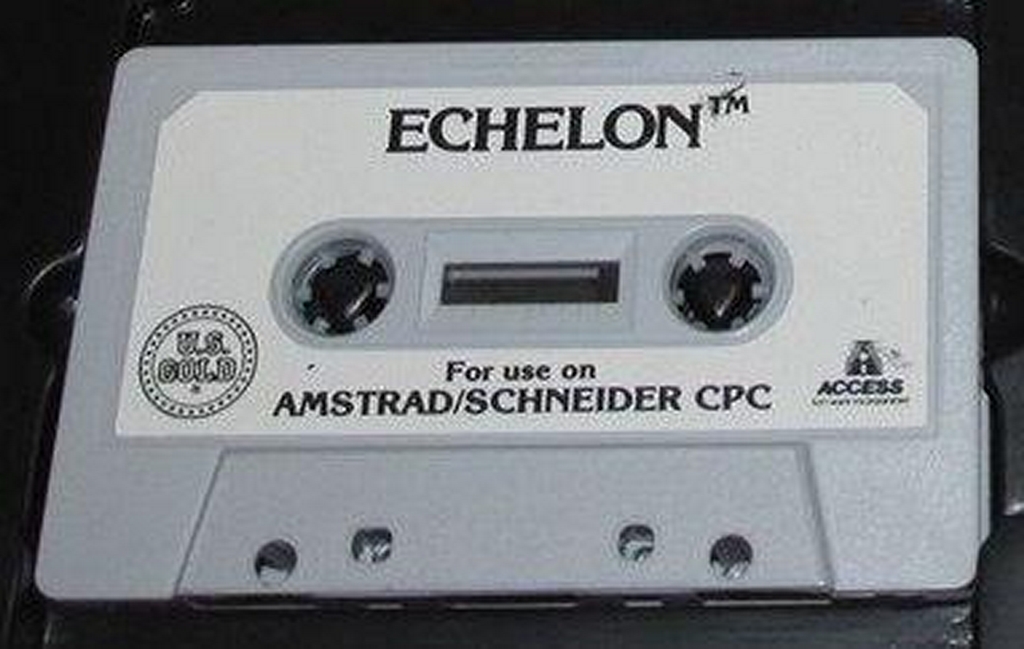 ECHELON™
U.S.
GOLD
For use on
AMSTRAD/SCHNEIDER CPC
ACCESS